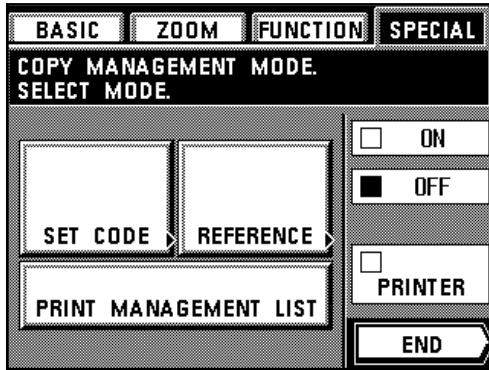 BASIC ZOOM FUNCTION SPECIAL
COPY MANAGEMENT MODE.
SELECT MODE.
ON
OFF
SET CODE REFERENCE
PRINTER
PRINT MANAGEMENT LIST
END